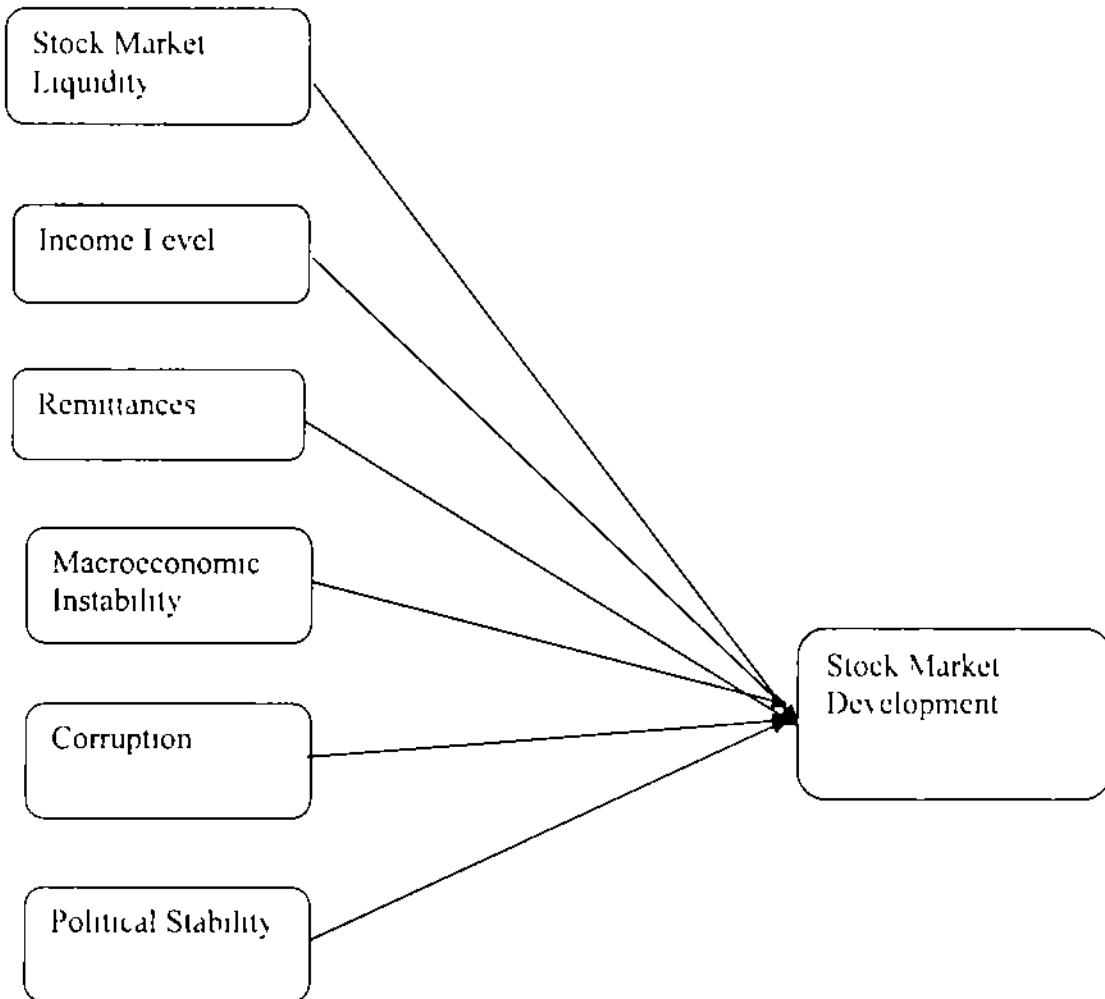 Stock Market
Liquidity
Income Level
Remittances
Macroeconomic
Instability
Stock Market
Development
Corruption
Political Stability